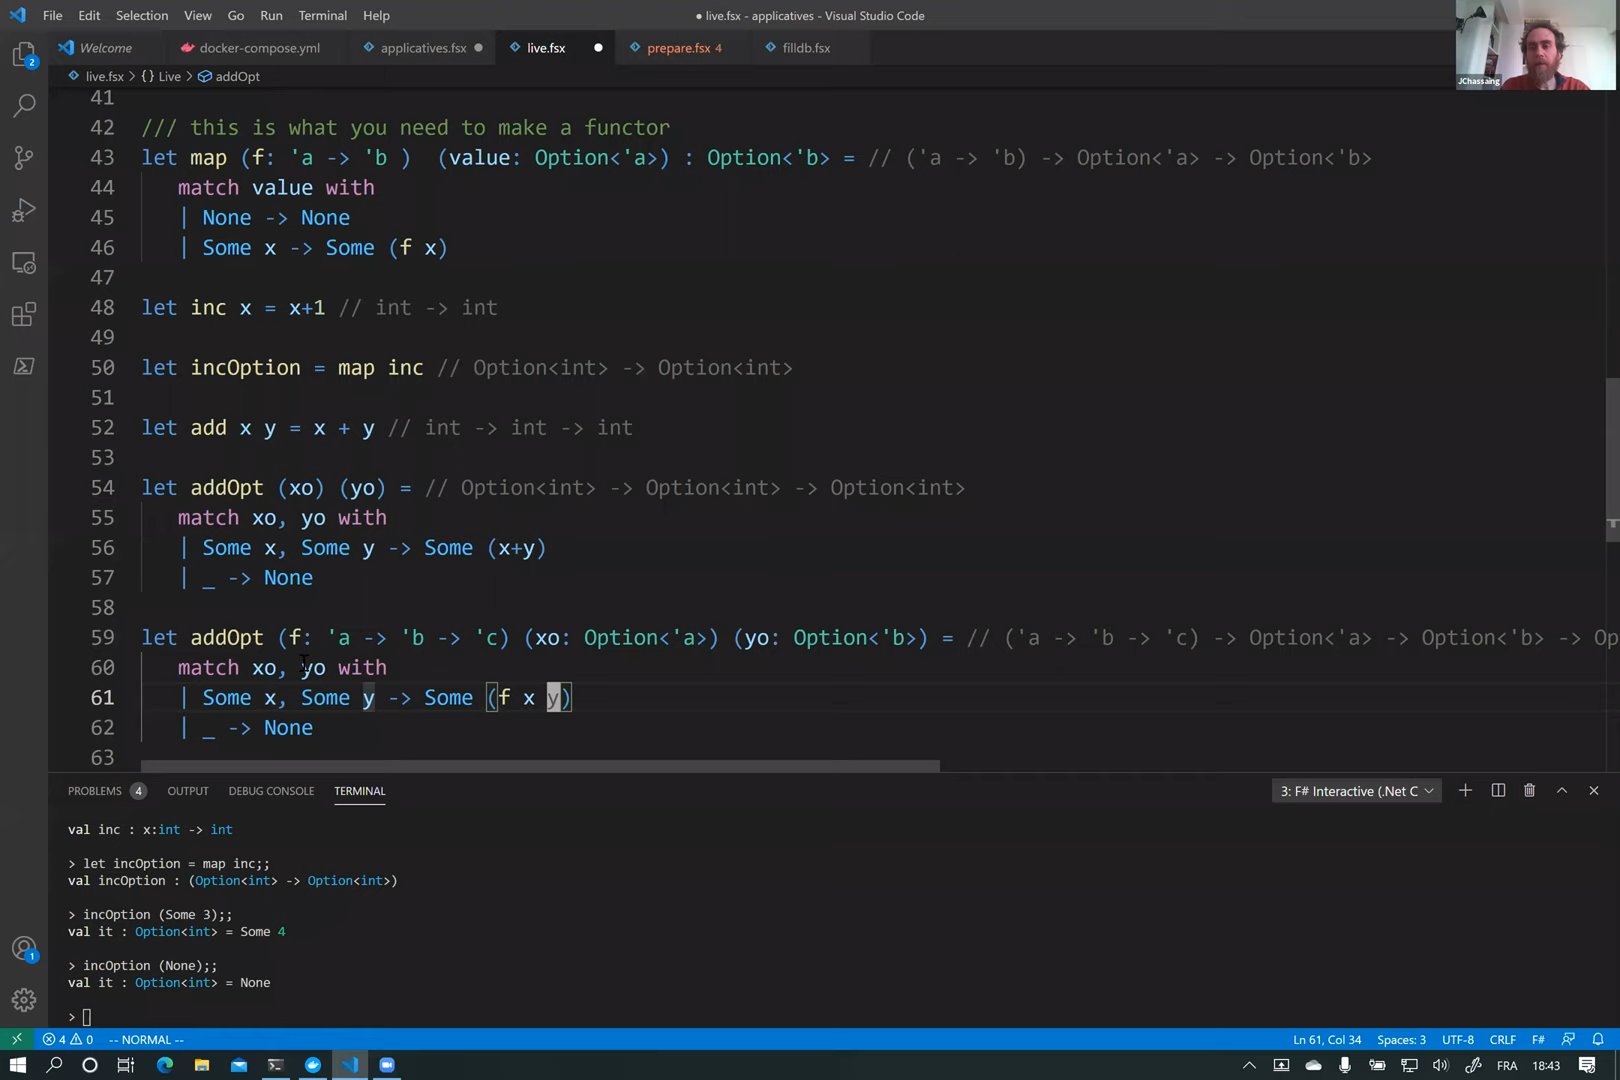 File Edit Selection View Go Run Terminal Help
● live.fsx - applicatives - Visual Studio Code
Welcome docker-compose.yml applicatives.fsx live.fsx prepare.fsx 4 filldb.fsx
JChassaing
live.fsx > {} Live > addOpt
41
42 /// this is what you need to make a functor
43 let map (f: 'a -> 'b ) (value: Option<'a>) : Option<'b> = // ('a -> 'b) -> Option<'a> -> Option<'b>
44 match value with
45 | None -> None
46 | Some x -> Some (f x)
47
48 let inc x = x+1 // int -> int
49
50 let incOption = map inc // Option<int> -> Option<int>
51
52 let add x y = x + y // int -> int -> int
53
54 let addOpt (xo) (yo) = // Option<int> -> Option<int> -> Option<int>
55 match xo, yo with
56 | Some x, Some y -> Some (x+y)
57 | _ -> None
58
59 let addOpt (f: 'a -> 'b -> 'c) (xo: Option<'a>) (yo: Option<'b>) = // ('a -> 'b -> 'c) -> Option<'a> -> Option<'b> -> Op
60 match xo, yo with
61 | Some x, Some y -> Some (f x y)
62 | _ -> None
63
PROBLEMS 4 OUTPUT DEBUG CONSOLE TERMINAL
3: F# Interactive (.Net C
val inc : x:int -> int
> let incOption = map inc;;
val incOption : (Option<int> -> Option<int>)
> incOption (Some 3);;
val it : Option<int> = Some 4
> incOption (None);;
val it : Option<int> = None
>
2
1
4 0 -- NORMAL --
Ln 61, Col 34 Spaces: 3 UTF-8 CRLF F#
FRA 18:43